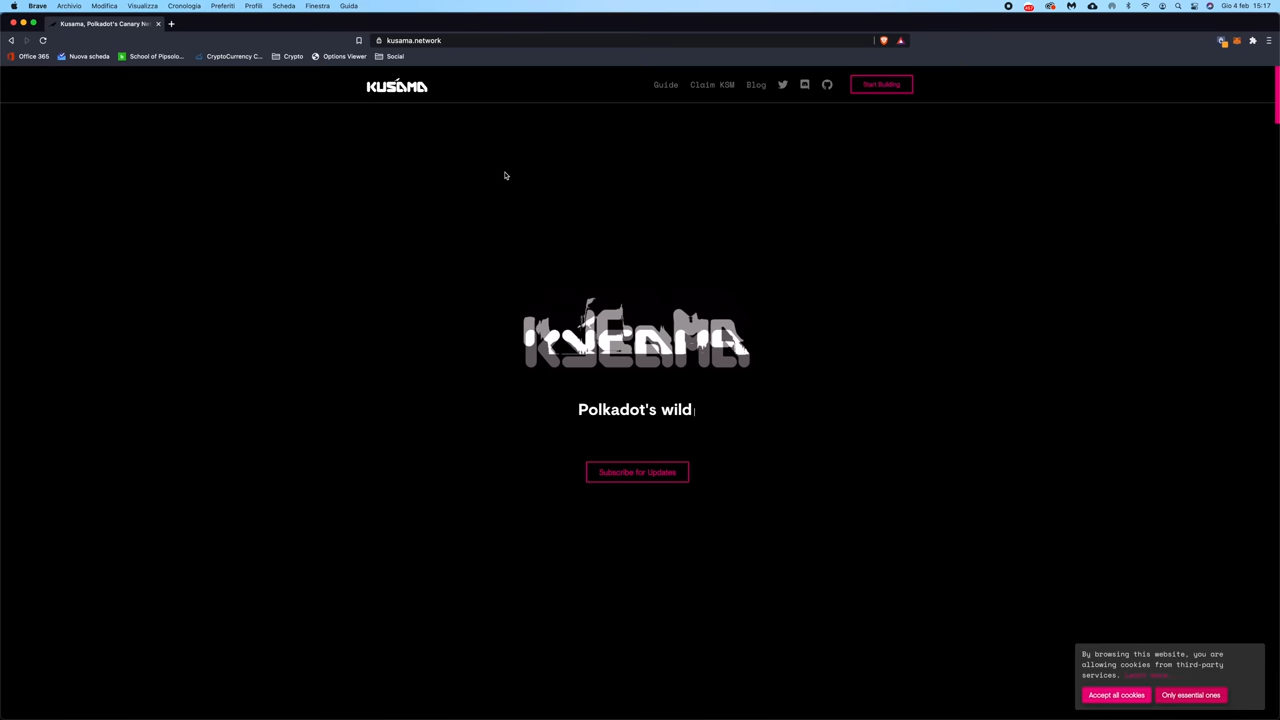 Brave Archivio Modifica Visualizza Cronologia Preferiti Profili Scheda Finestra Guida Gio 4 feb 15:17
Kusama, Polkadot's Canary Ne
kusama.network
Office 365 Nuova scheda School of Pipsolo... CryptoCurrency C... Crypto Options Viewer Social
KUSAMA Guide Claim KSM Blog Start Building
KUSAMA
Polkadot's wild
Subscribe for Updates
By browsing this website, you are
allowing cookies from third-party
services. Learn more.
Accept all cookies Only essential ones